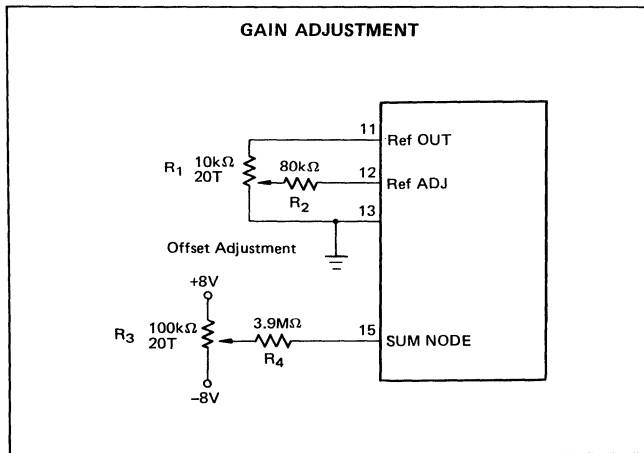 GAIN ADJUSTMENT
11 Ref OUT
R1 10kΩ 20T
80kΩ
R2
12 Ref ADJ
13
Offset Adjustment
+8V
R3 100kΩ 20T
3.9MΩ
R4
15 SUM NODE
−8V